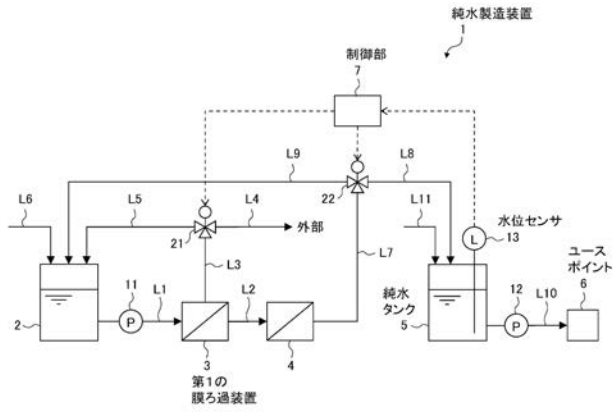 純水製造装置
1
制御部
7
L9
L8
22
L6
L5
L4
L11
水位センサ
外部
L
13
21
L7
ユース
ポイント
L3
11
L1
L2
純水
タンク
12
L10
6
P
P
2
3
4
5
第1の
膜ろ過装置